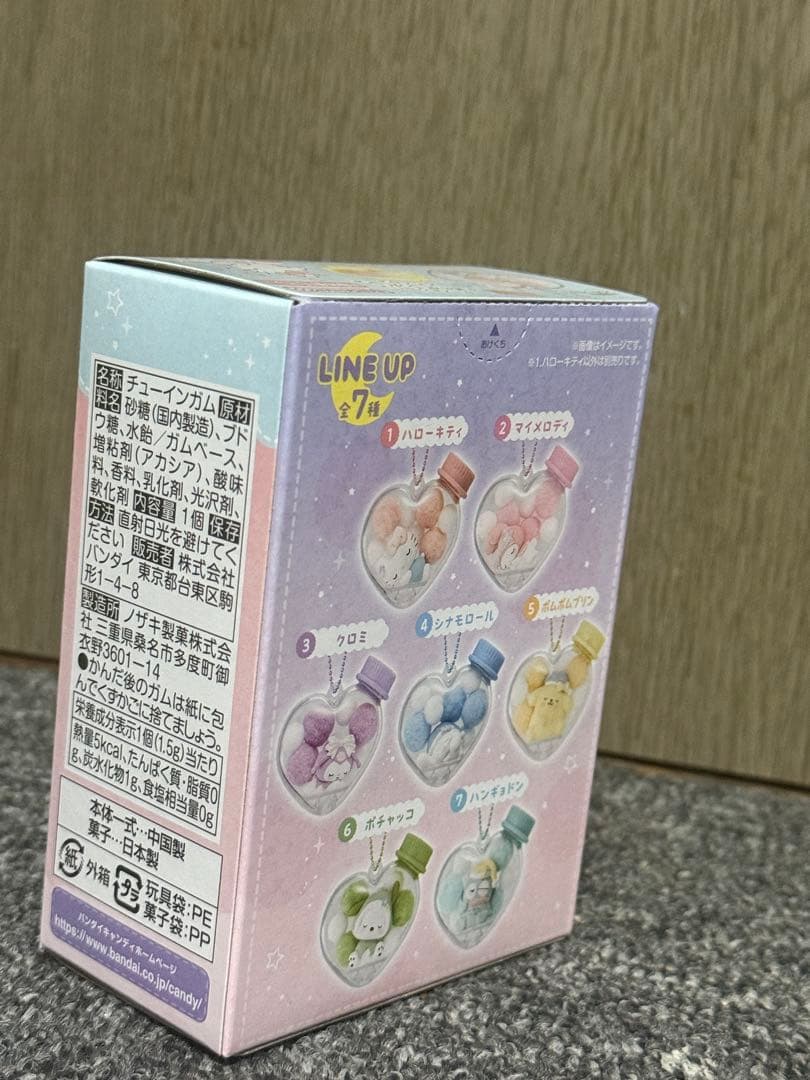 名称 チューインガム 原材
料名 砂糖(国内製造)、ブド
ウ糖、水飴／ガムベース、
増粘剤(アカシア)、酸味
料、香料、乳化剤、光沢剤、
軟化剤 内容量 1個 保存
方法 直射日光を避けてく
ださい 販売者 株式会社
バンダイ 東京都台東区駒
形1-4-8
製造所 ノザキ製菓株式会
社 三重県桑名市多度町御
衣野3601-14
●かんだ後のガムは紙に包
んでくずかごに捨てましょう。
栄養成分表示1個(1.5g)当たり
熱量5kcal、たんぱく質・脂質0
g、炭水化物1g、食塩相当量0g
本体一式…中国製
菓子…日本製
紙 外箱 プラ 玩具袋:PE
菓子袋:PP
バンダイキャンディホームページ
https://www.bandai.co.jp/candy/
あけくち
※画像はイメージです。
※1.ハローキティ以外は別売りです。
LINE UP
全7種
1 ハローキティ
2 マイメロディ
3 クロミ
4 シナモロール
5 ポムポムプリン
6 ポチャッコ
7 ハンギョドン